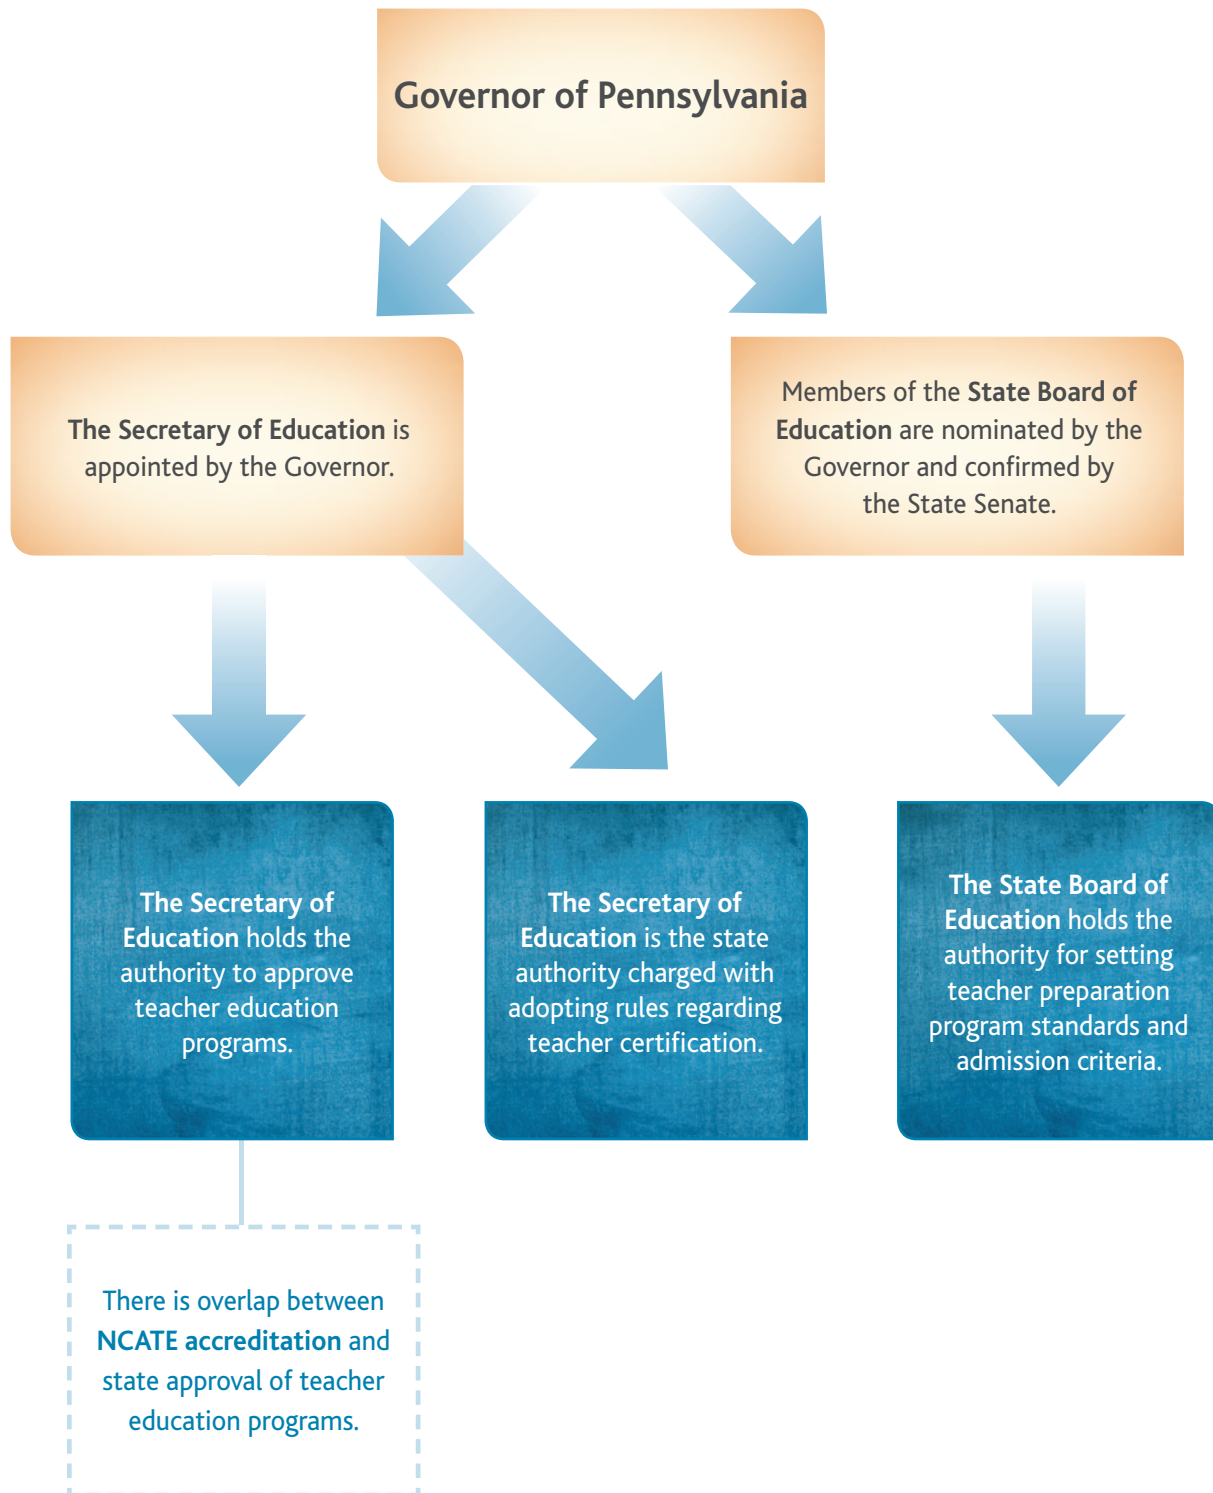 Governor of Pennsylvania
The Secretary of Education is
appointed by the Governor.
Members of the State Board of
Education are nominated by the
Governor and confirmed by
the State Senate.
The Secretary of
Education holds the
authority to approve
teacher education
programs.
The Secretary of
Education is the state
authority charged with
adopting rules regarding
teacher certification.
The State Board of
Education holds the
authority for setting
teacher preparation
program standards and
admission criteria.
There is overlap between
NCATE accreditation and
state approval of teacher
education programs.